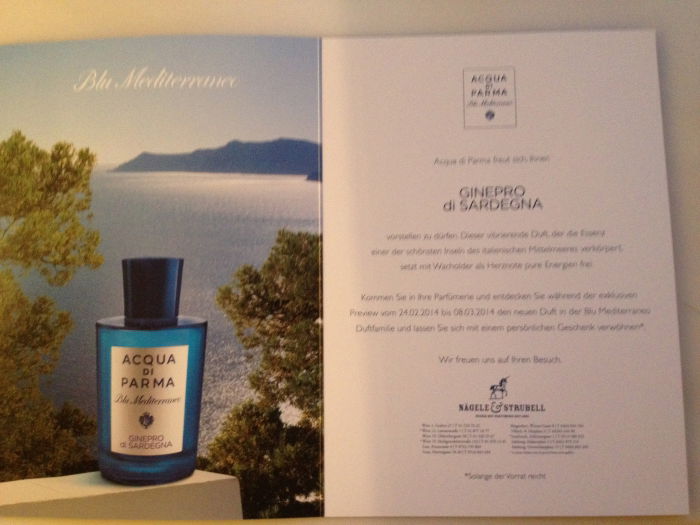 Blu Mediterraneo
ACQUA
DI
PARMA
Blu Mediterraneo
GINEPRO
di SARDEGNA
ACQUA
DI
PARMA
Blu Mediterraneo
Acqua di Parma freut sich Ihnen
GINEPRO
di SARDEGNA
vorstellen zu dürfen. Dieser vibrierende Duft, der die Essenz
einer der schönsten Inseln des italienischen Mittelmeeres verkörpert,
setzt mit Wacholder als Herznote pure Energien frei.
Kommen Sie in Ihre Parfümerie und entdecken Sie während der exklusiven
Preview vom 24.02.2014 bis 08.03.2014 den neuen Duft in der Blu Mediterraneo
Duftfamilie und lassen Sie sich mit einem persönlichen Geschenk verwöhnen*.
Wir freuen uns auf Ihren Besuch.
NÄGELE & STRUBELL
*Solange der Vorrat reicht